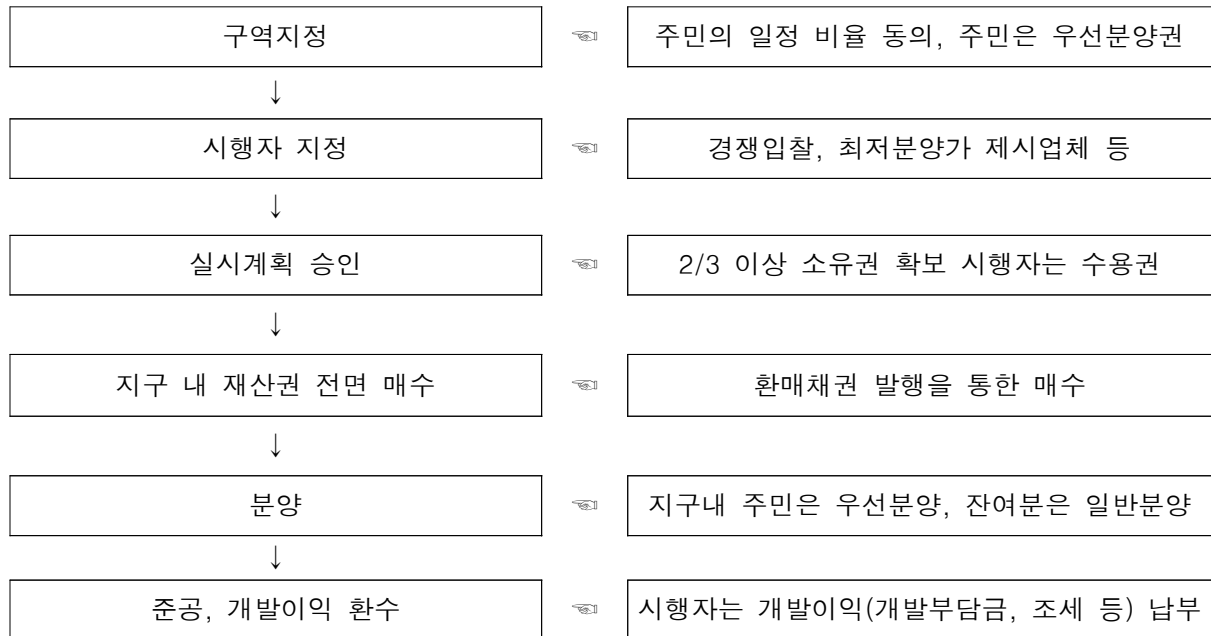 구역지정 ☜ 주민의 일정 비율 동의, 주민은 우선분양권
↓
시행자 지정 ☜ 경쟁입찰, 최저분양가 제시업체 등
↓
실시계획 승인 ☜ 2/3 이상 소유권 확보 시행자는 수용권
↓
지구 내 재산권 전면 매수 ☜ 환매채권 발행을 통한 매수
↓
분양 ☜ 지구내 주민은 우선분양, 잔여분은 일반분양
↓
준공, 개발이익 환수 ☜ 시행자는 개발이익(개발부담금, 조세 등) 납부